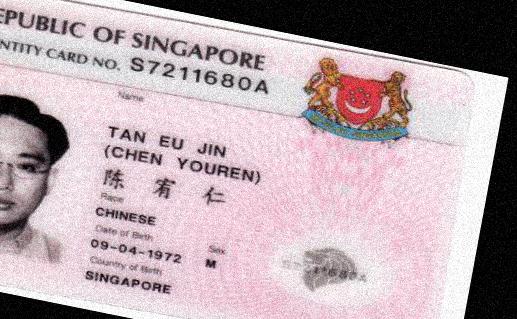 EPUBLIC OF SINGAPORE
NTITY CARD NO. S7211680A
Name
TAN EU JIN
(CHEN YOUREN)
陈 宥 仁
Race
CHINESE
Date of Birth
Sex
09-04-1972
M
Country of Birth
SINGAPORE